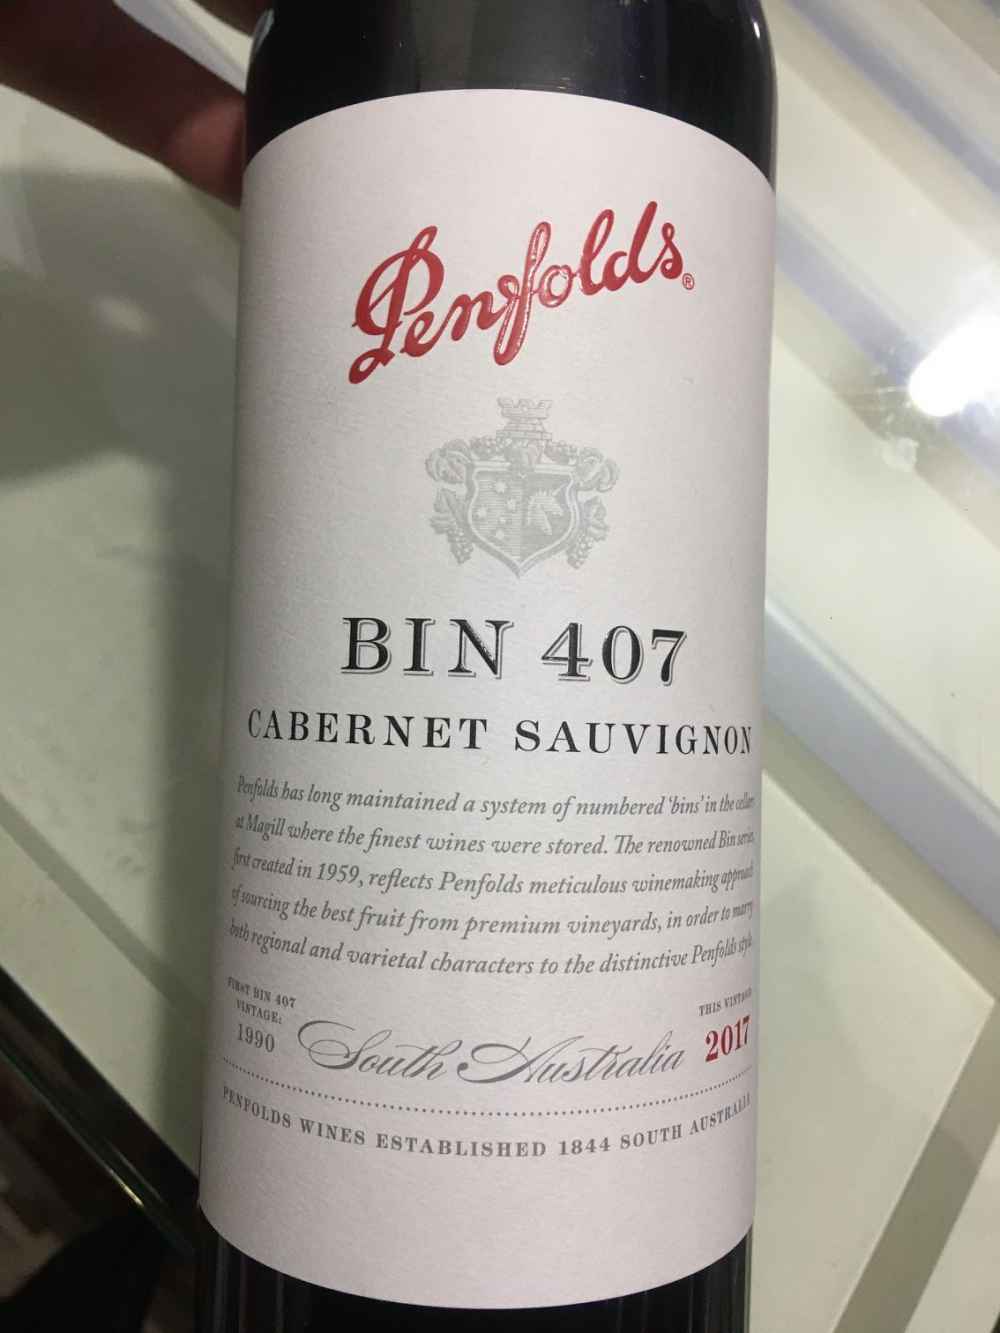 Penfolds®
BIN 407
CABERNET SAUVIGNON
Penfolds has long maintained a system of numbered 'bins' in the cellars
at Magill where the finest wines were stored. The renowned Bin series,
first created in 1959, reflects Penfolds meticulous winemaking approach
of sourcing the best fruit from premium vineyards, in order to marry
both regional and varietal characters to the distinctive Penfolds style.
FIRST BIN 407
VINTAGE:
1990
South Australia
THIS VINTAGE
2017
PENFOLDS WINES ESTABLISHED 1844 SOUTH AUSTRALIA